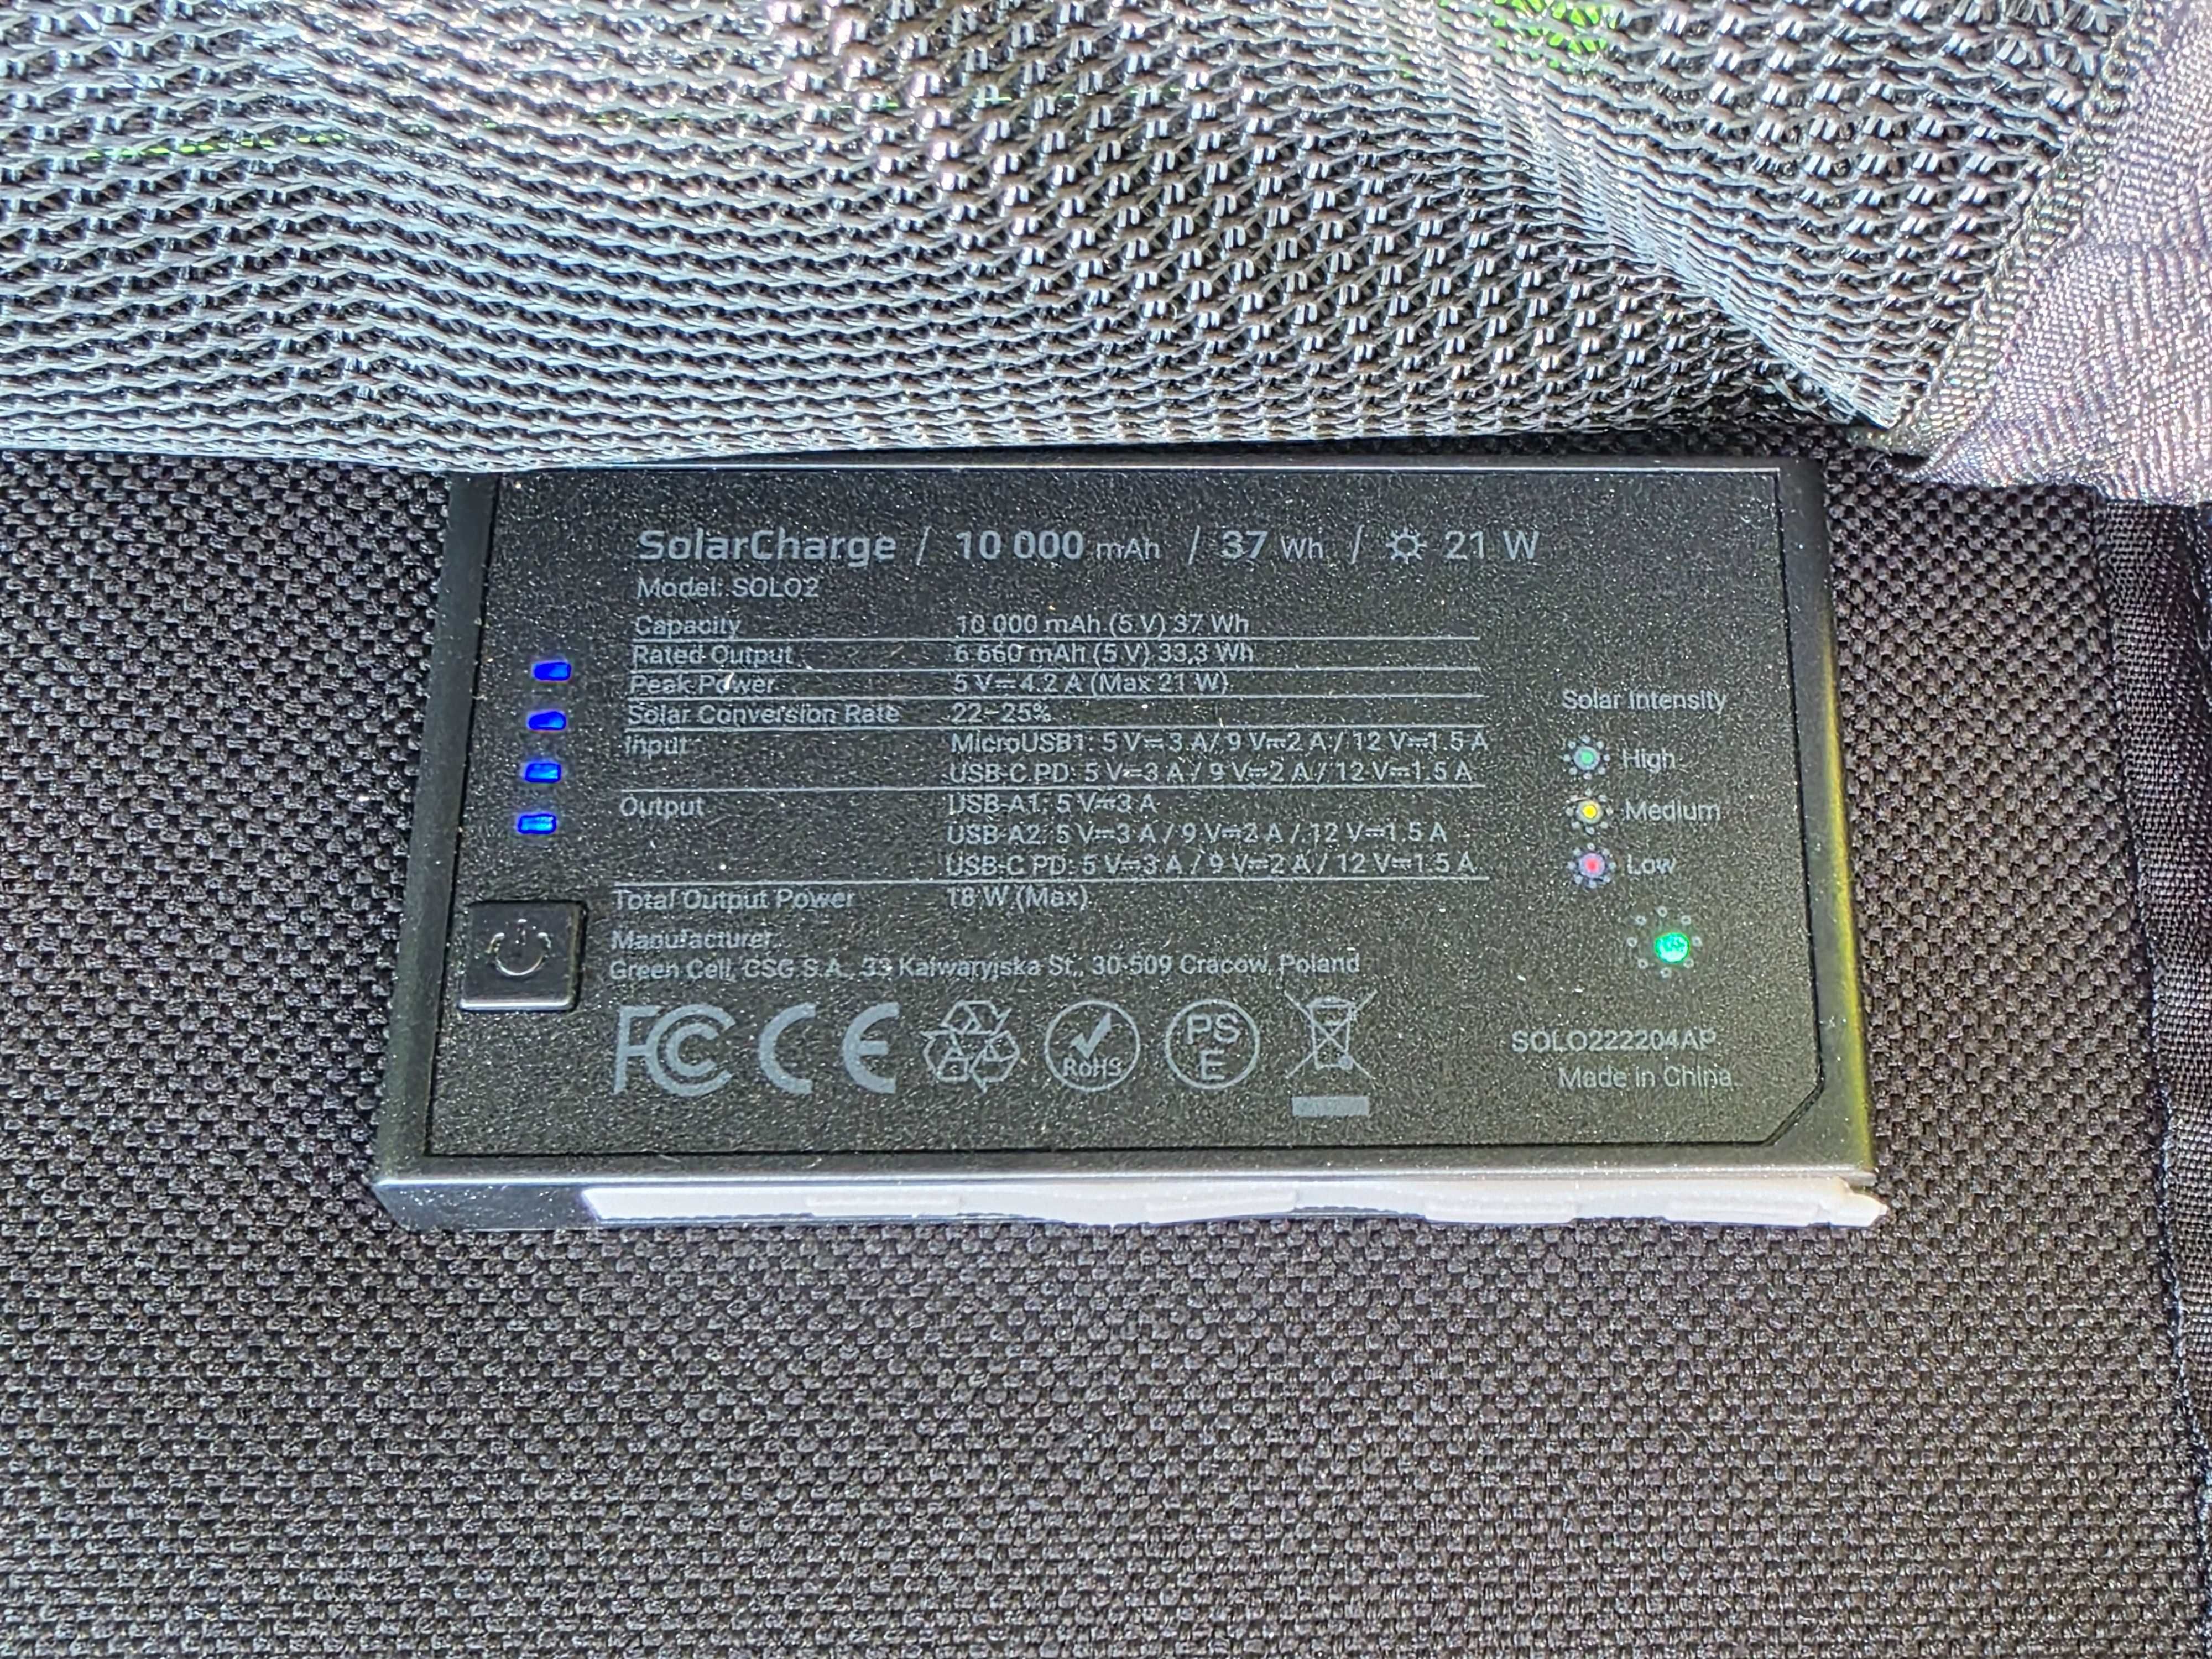 SolarCharge / 10 000 mAh / 37 Wh / 21 W
Model: SOL02
Capacity 10 000 mAh (5 V) 37 Wh
Rated Output 6 660 mAh (5 V) 33,3 Wh
Peak Power 5 V⎓4.2 A (Max 21 W)
Solar Conversion Rate 22–25%
Input MicroUSB1: 5 V⎓3 A/ 9 V⎓2 A / 12 V⎓1.5 A
USB-C PD: 5 V⎓3 A / 9 V⎓2 A / 12 V⎓1.5 A
Output USB-A1: 5 V⎓3 A
USB-A2: 5 V⎓3 A / 9 V⎓2 A / 12 V⎓1.5 A
USB-C PD: 5 V⎓3 A / 9 V⎓2 A / 12 V⎓1.5 A
Total Output Power 18 W (Max)
Manufacturer:
Green Cell, CSG S.A., 33 Kalwaryjska St., 30-509 Cracow, Poland
FC CE RoHS PS E
Solar Intensity
High
Medium
Low
SOLO222204AP
Made in China